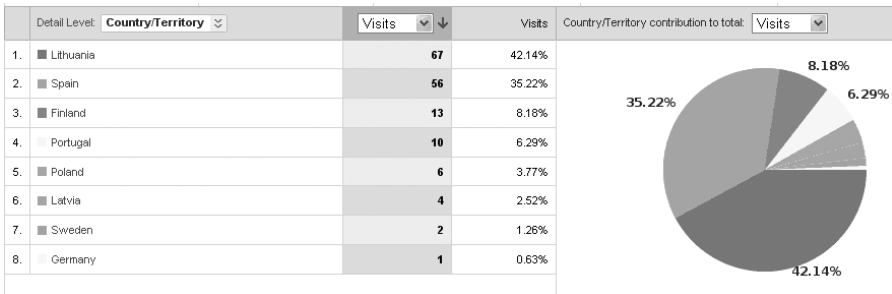 Detail Level: Country/Territory Visits Visits Country/Territory contribution to total: Visits
1. Lithuania 67 42.14%
2. Spain 56 35.22%
3. Finland 13 8.18%
4. Portugal 10 6.29%
5. Poland 6 3.77%
6. Latvia 4 2.52%
7. Sweden 2 1.26%
8. Germany 1 0.63%
8.18%
6.29%
35.22%
42.14%